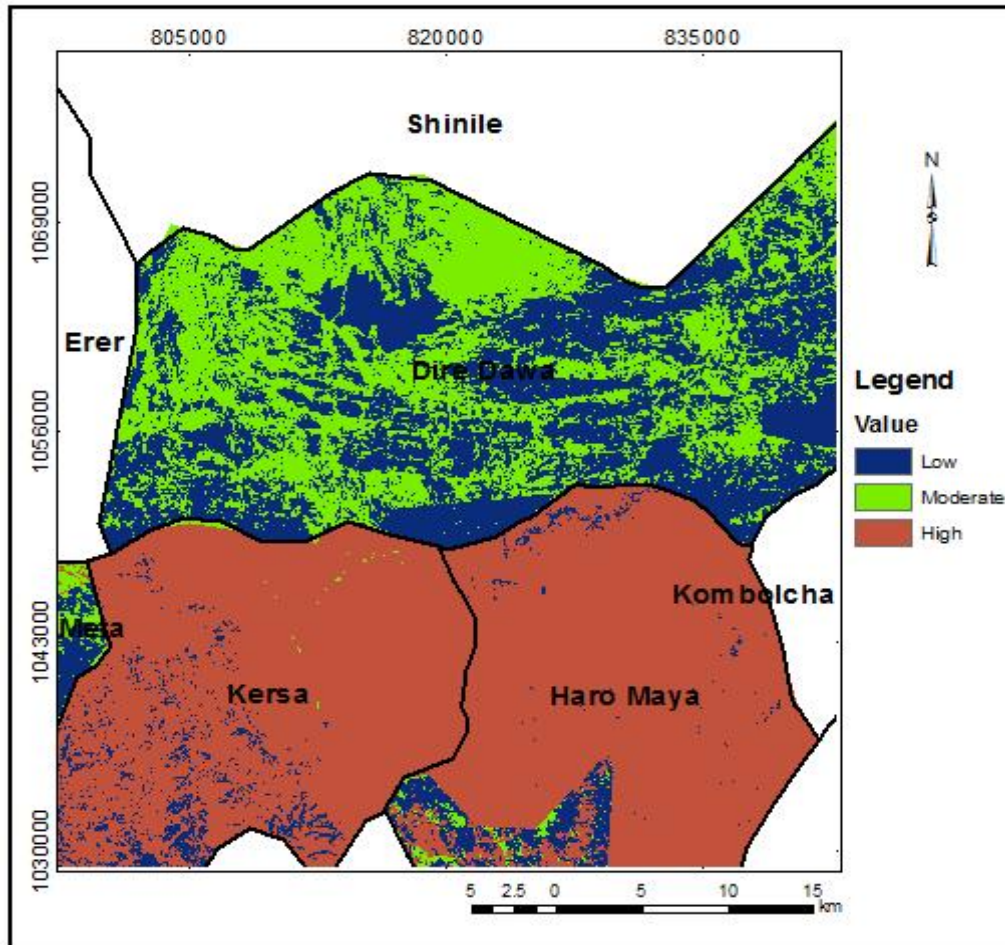 805000 820000 835000
Shinile
N
S
1069000
Erer
Dire Dawa
Legend
Value
1056000
Low
Moderate
High
Kombolcha
1043000
Meta
Kersa
Haro Maya
1030000
5 2.5 0 5 10 15
km